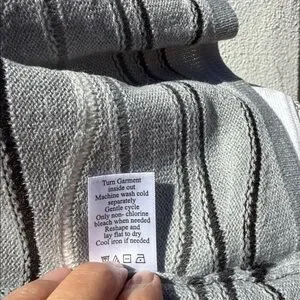 Turn Garment
inside out
Machine wash cold
separately
Gentle cycle
Only non- chlorine
bleach when needed
Reshape and
lay flat to dry
Cool iron if needed